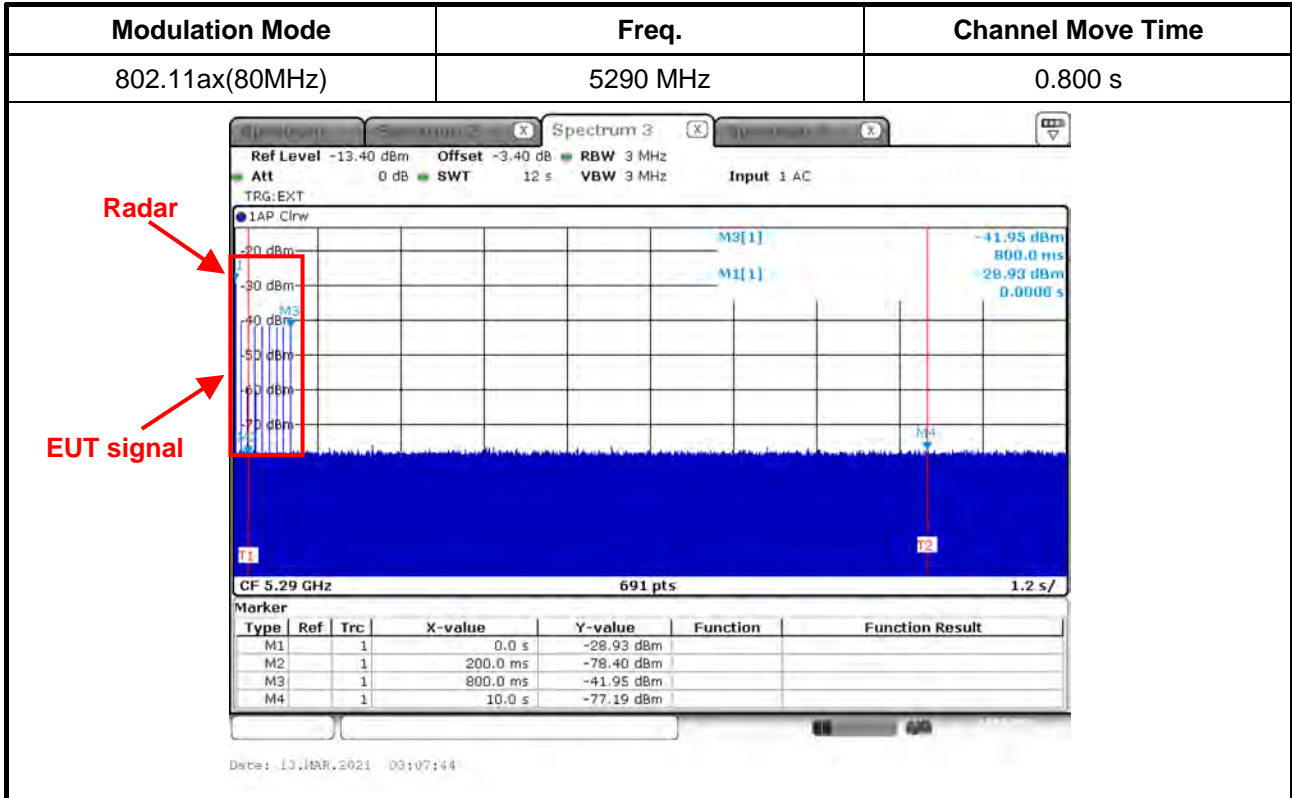 Modulation Mode Freq. Channel Move Time
802.11ax(80MHz) 5290 MHz 0.800 s
Spectrum 3
Ref Level -13.40 dBm Offset -3.40 dB RBW 3 MHz
Att 0 dB SWT 12 s VBW 3 MHz Input 1 AC
TRG:EXT
Radar
1AP Clrw
M3[1] -41.95 dBm
-20 dBm
800.0 ms
M1[1] -28.93 dBm
-30 dBm
0.0000 s
M3
-40 dBm
-50 dBm
-60 dBm
-70 dBm
M4
EUT signal
T1 T2
CF 5.29 GHz 691 pts 1.2 s/
Marker
Type Ref Trc X-value Y-value Function Function Result
M1 1 0.0 s -28.93 dBm
M2 1 200.0 ms -78.40 dBm
M3 1 800.0 ms -41.95 dBm
M4 1 10.0 s -77.19 dBm
Date: 13.MAR.2021 03:07:44